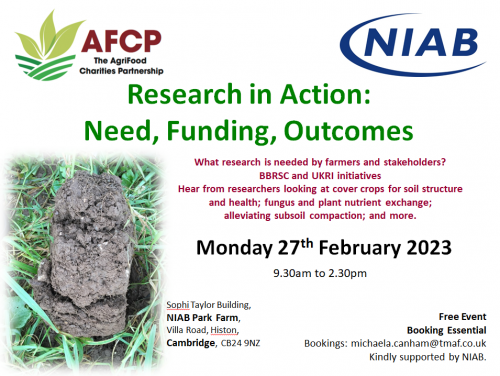 AFCP
The AgriFood
Charities Partnership
NIAB
Research in Action:
Need, Funding, Outcomes
What research is needed by farmers and stakeholders?
BBRSC and UKRI initiatives
Hear from researchers looking at cover crops for soil structure
and health; fungus and plant nutrient exchange;
alleviating subsoil compaction; and more.
Monday 27th February 2023
9.30am to 2.30pm
Sophi Taylor Building,
NIAB Park Farm,
Villa Road, Histon,
Cambridge, CB24 9NZ
Free Event
Booking Essential
Bookings: michaela.canham@tmaf.co.uk
Kindly supported by NIAB.